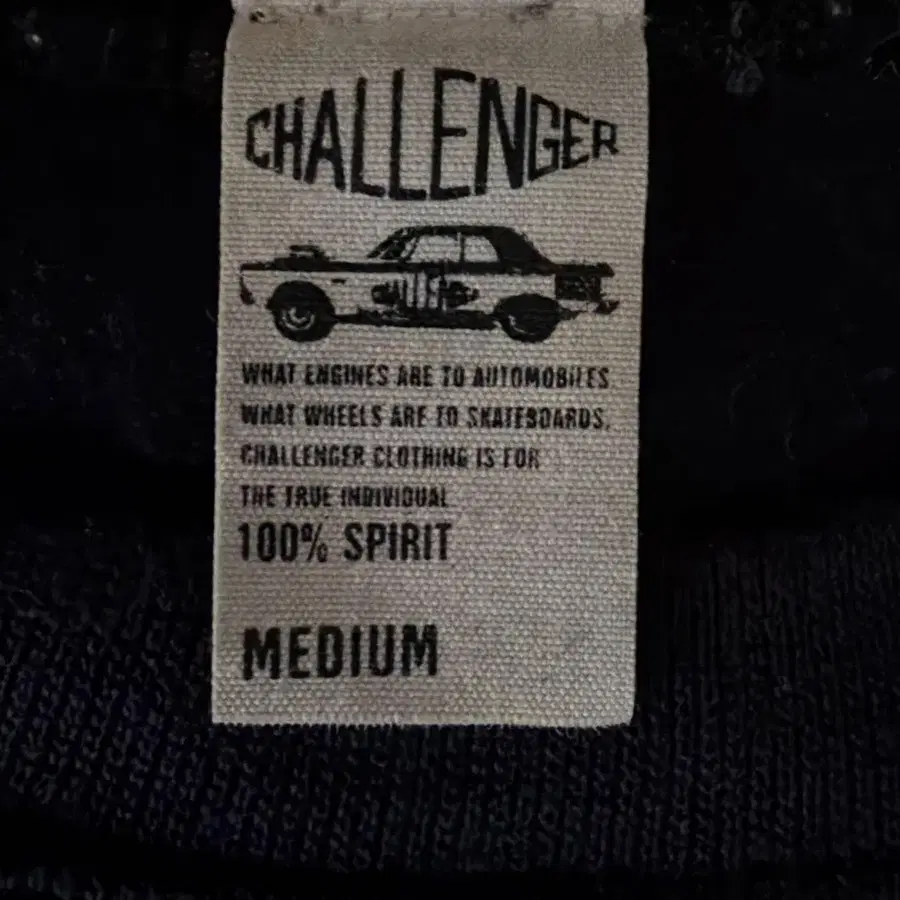 CHALLENGER
CHALLENGER
WHAT ENGINES ARE TO AUTOMOBILES
WHAT WHEELS ARE TO SKATEBOARDS,
CHALLENGER CLOTHING IS FOR
THE TRUE INDIVIDUAL
100% SPIRIT
MEDIUM